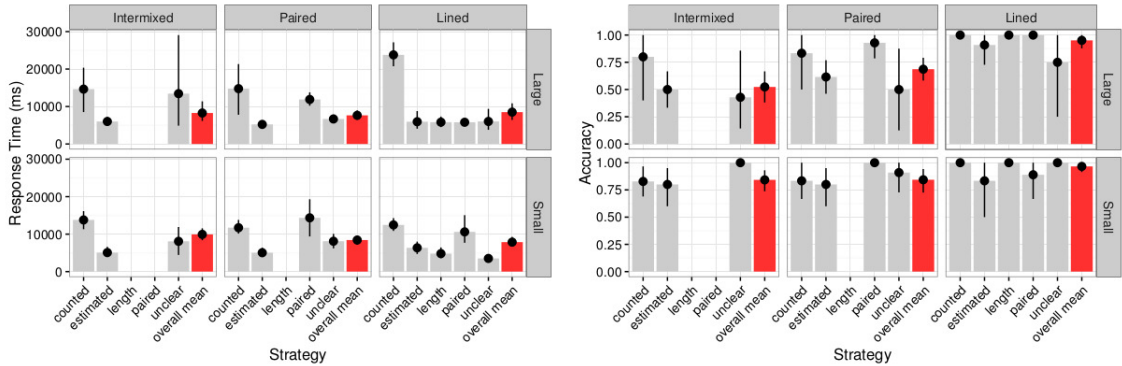 Intermixed Paired Lined
30000
20000
10000
0
Large
30000
20000
10000
0
Small
Response Time (ms)
counted estimated length paired unclear overall mean counted estimated length paired unclear overall mean counted estimated length paired unclear overall mean
Strategy
Intermixed Paired Lined
1.00
0.75
0.50
0.25
0.00
Large
1.00
0.75
0.50
0.25
0.00
Small
Accuracy
counted estimated length paired unclear overall mean counted estimated length paired unclear overall mean counted estimated length paired unclear overall mean
Strategy